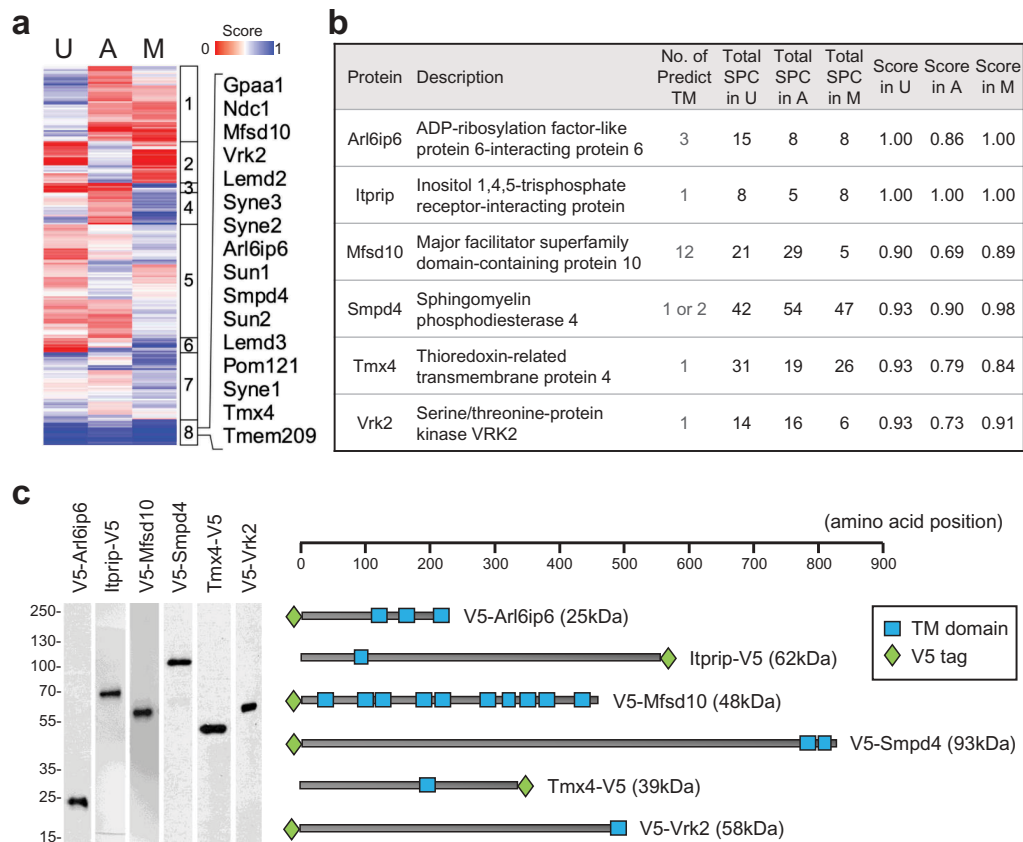 a
U A M
Score
0 1
1
2
3
4
5
6
7
8
Gpaa1
Ndc1
Mfsd10
Vrk2
Lemd2
Syne3
Syne2
Arl6ip6
Sun1
Smpd4
Sun2
Lemd3
Pom121
Syne1
Tmx4
Tmem209
b
Protein Description No. of Predict TM Total SPC in U Total SPC in A Total SPC in M Score in U Score in A Score in M
Arl6ip6 ADP-ribosylation factor-like protein 6-interacting protein 6 3 15 8 8 1.00 0.86 1.00
Itprip Inositol 1,4,5-trisphosphate receptor-interacting protein 1 8 5 8 1.00 1.00 1.00
Mfsd10 Major facilitator superfamily domain-containing protein 10 12 21 29 5 0.90 0.69 0.89
Smpd4 Sphingomyelin phosphodiesterase 4 1 or 2 42 54 47 0.93 0.90 0.98
Tmx4 Thioredoxin-related transmembrane protein 4 1 31 19 26 0.93 0.79 0.84
Vrk2 Serine/threonine-protein kinase VRK2 1 14 16 6 0.93 0.73 0.91
c
V5-Arl6ip6
Itprip-V5
V5-Mfsd10
V5-Smpd4
Tmx4-V5
V5-Vrk2
250-
130-
100-
70-
55-
35-
25-
15-
(amino acid position)
0 100 200 300 400 500 600 700 800 900
V5-Arl6ip6 (25kDa)
Itprip-V5 (62kDa)
V5-Mfsd10 (48kDa)
V5-Smpd4 (93kDa)
Tmx4-V5 (39kDa)
V5-Vrk2 (58kDa)
TM domain
V5 tag